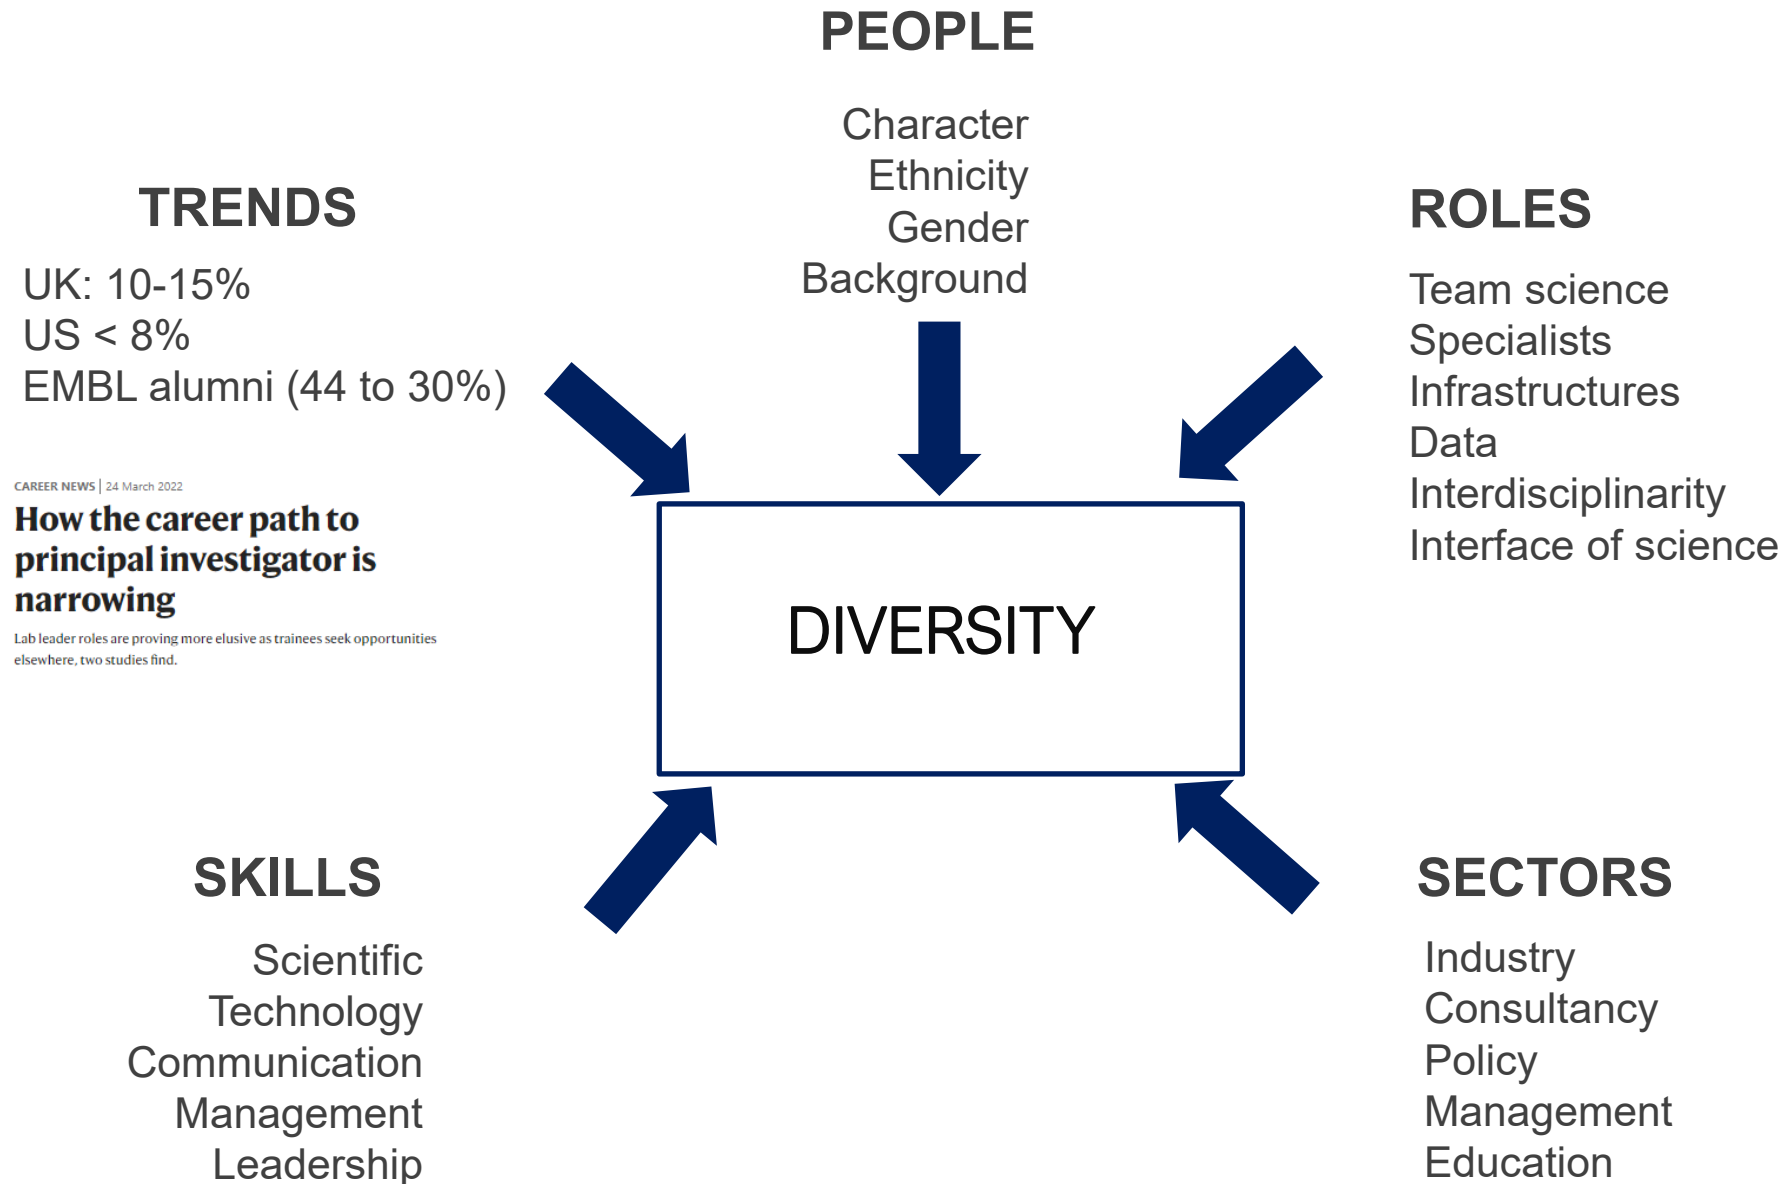 PEOPLE
Character
Ethnicity
Gender
Background
TRENDS
UK: 10-15%
US < 8%
EMBL alumni (44 to 30%)
CAREER NEWS | 24 March 2022
How the career path to
principal investigator is
narrowing
Lab leader roles are proving more elusive as trainees seek opportunities
elsewhere, two studies find.
ROLES
Team science
Specialists
Infrastructures
Data
Interdisciplinarity
Interface of science
DIVERSITY
SKILLS
Scientific
Technology
Communication
Management
Leadership
SECTORS
Industry
Consultancy
Policy
Management
Education